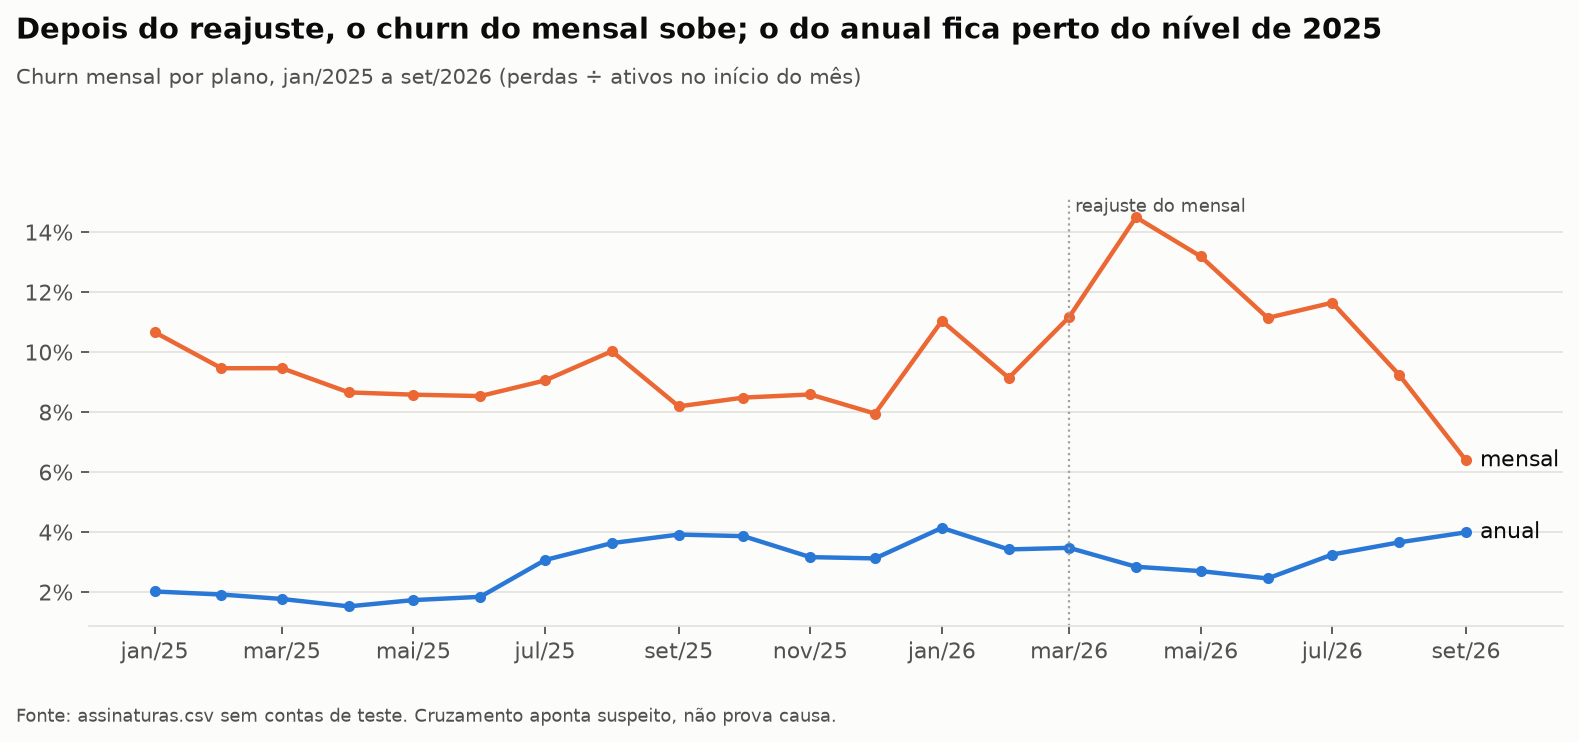 Depois do reajuste, o churn do mensal sobe; o do anual fica perto do nível de 2025
Churn mensal por plano, jan/2025 a set/2026 (perdas ÷ ativos no início do mês)
reajuste do mensal
14%
12%
10%
8%
6%
4%
2%
mensal
anual
jan/25
mar/25
mai/25
jul/25
set/25
nov/25
jan/26
mar/26
mai/26
jul/26
set/26
Fonte: assinaturas.csv sem contas de teste. Cruzamento aponta suspeito, não prova causa.